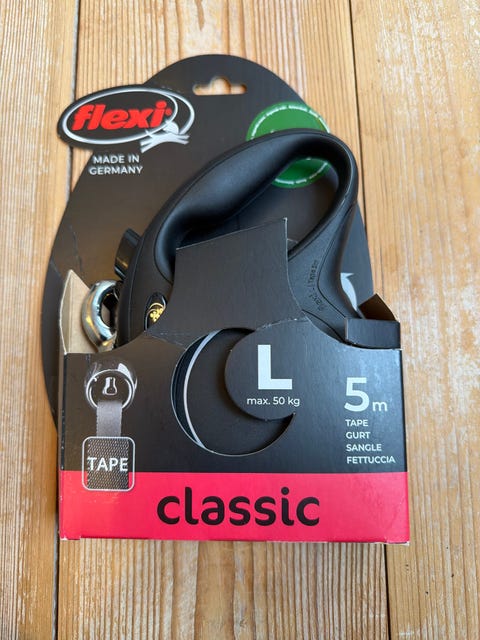 flexi
MADE IN
GERMANY
L
max. 50 kg
5m
TAPE
GURT
SANGLE
FETTUCCIA
TAPE
classic